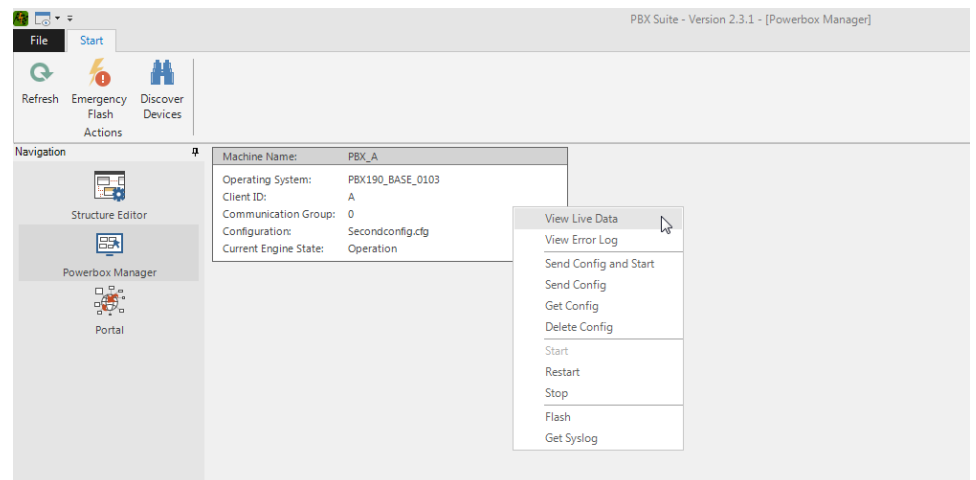 PBX Suite - Version 2.3.1 - [Powerbox Manager]
File
Start
Refresh
Emergency
Flash
Discover
Devices
Actions
Navigation
Structure Editor
Powerbox Manager
Portal
Machine Name: PBX_A
Operating System: PBX190_BASE_0103
Client ID: A
Communication Group: 0
Configuration: Secondconfig.cfg
Current Engine State: Operation
View Live Data
View Error Log
Send Config and Start
Send Config
Get Config
Delete Config
Start
Restart
Stop
Flash
Get Syslog